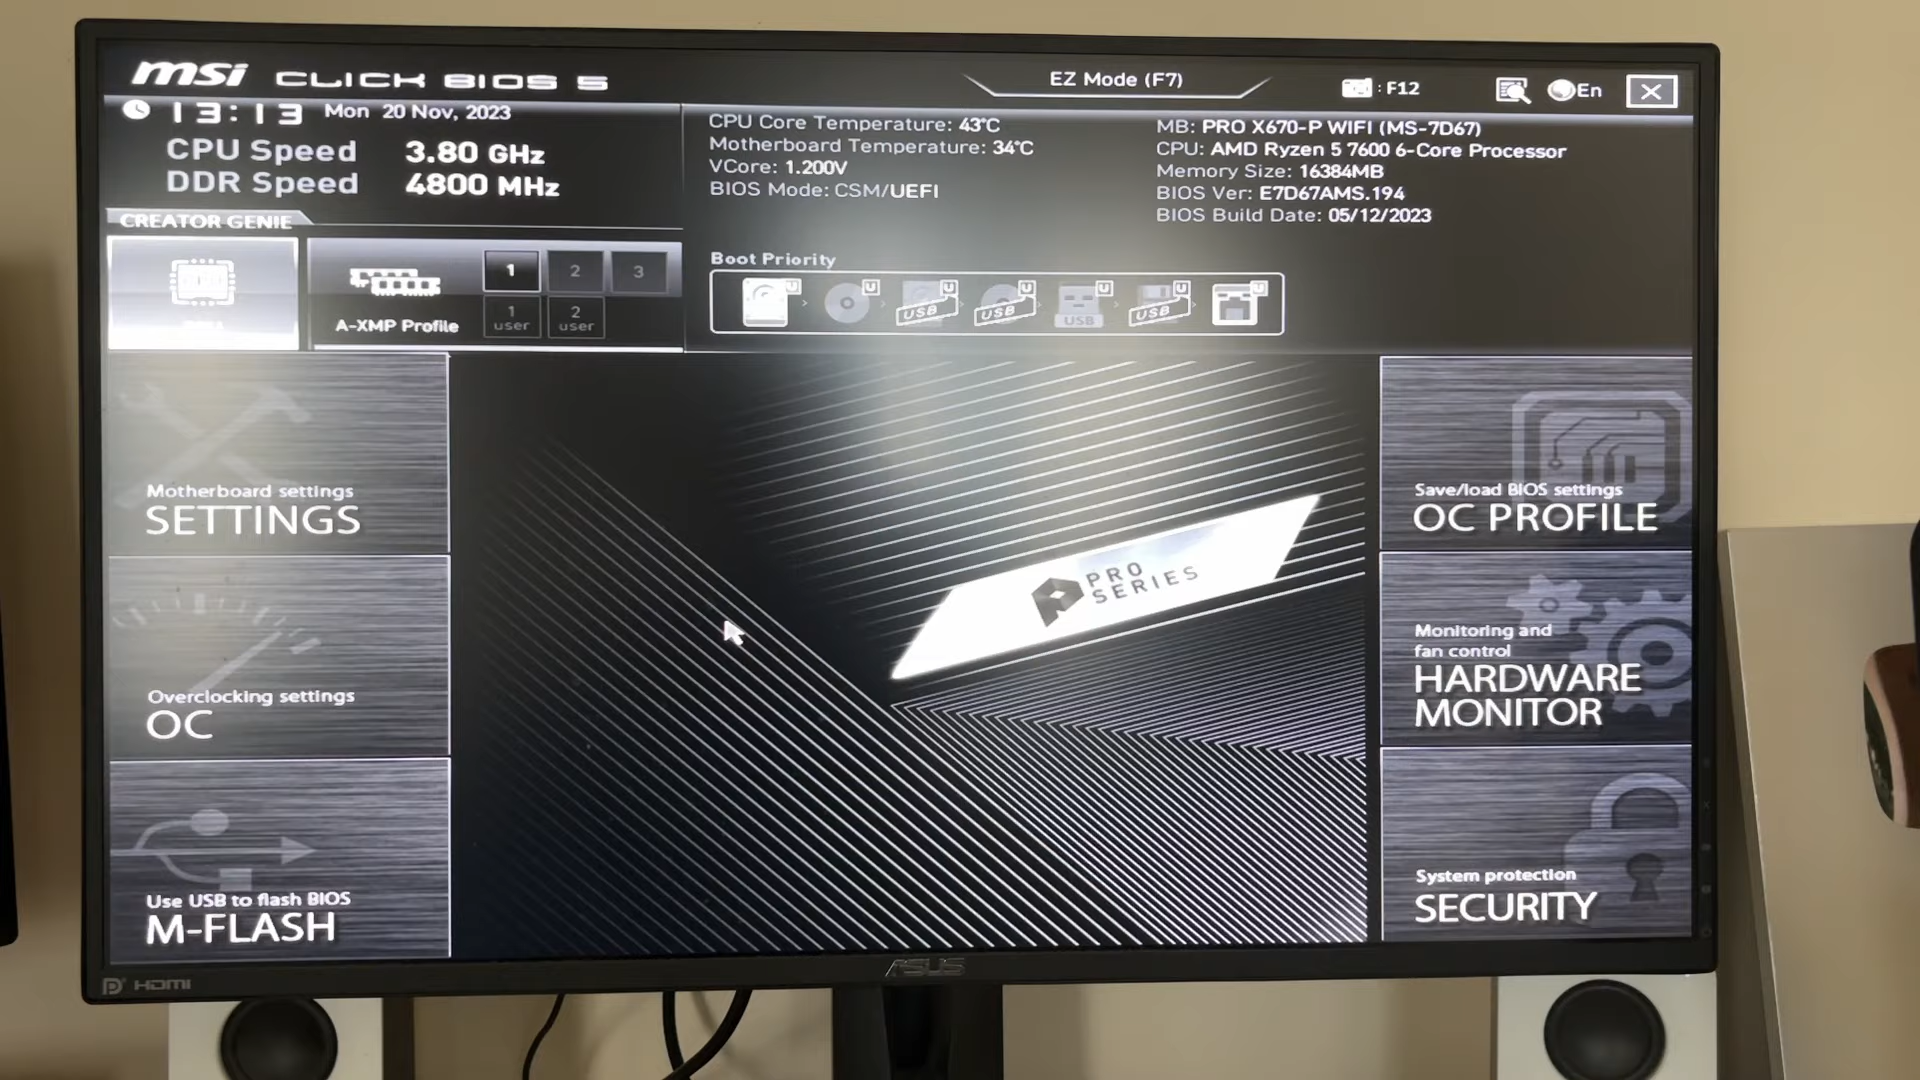 msi CLICK BIOS 5
EZ Mode (F7)
: F12
En
13:13 Mon 20 Nov, 2023
CPU Speed 3.80 GHz
DDR Speed 4800 MHz
CPU Core Temperature: 43°C
Motherboard Temperature: 34°C
VCore: 1.200V
BIOS Mode: CSM/UEFI
MB: PRO X670-P WIFI (MS-7D67)
CPU: AMD Ryzen 5 7600 6-Core Processor
Memory Size: 16384MB
BIOS Ver: E7D67AMS.194
BIOS Build Date: 05/12/2023
CREATOR GENIE
A-XMP Profile
1 2 3
1 2
user user
Boot Priority
U U U U U U U
USB USB USB USB
Motherboard settings
SETTINGS
Overclocking settings
OC
Use USB to flash BIOS
M-FLASH
PRO
SERIES
Save/load BIOS settings
OC PROFILE
Monitoring and
fan control
HARDWARE
MONITOR
System protection
SECURITY
HDMI
ASUS